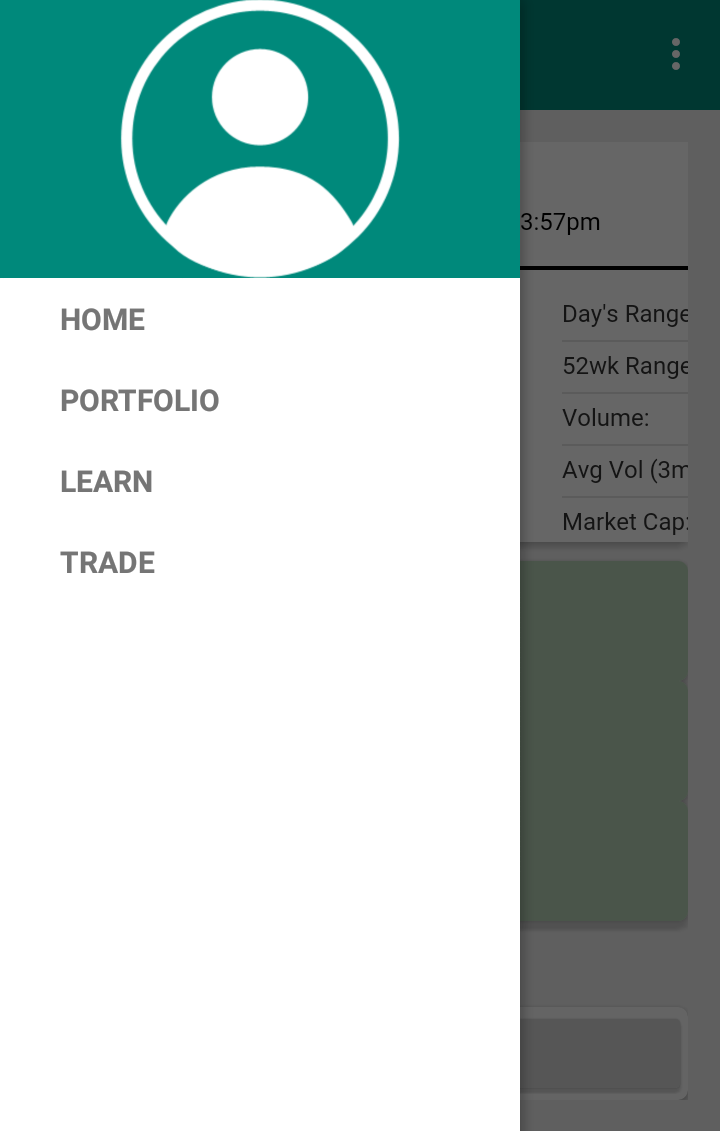 3:57pm
HOME
Day's Range
52wk Range
PORTFOLIO
Volume:
Avg Vol (3m
LEARN
Market Cap:
TRADE